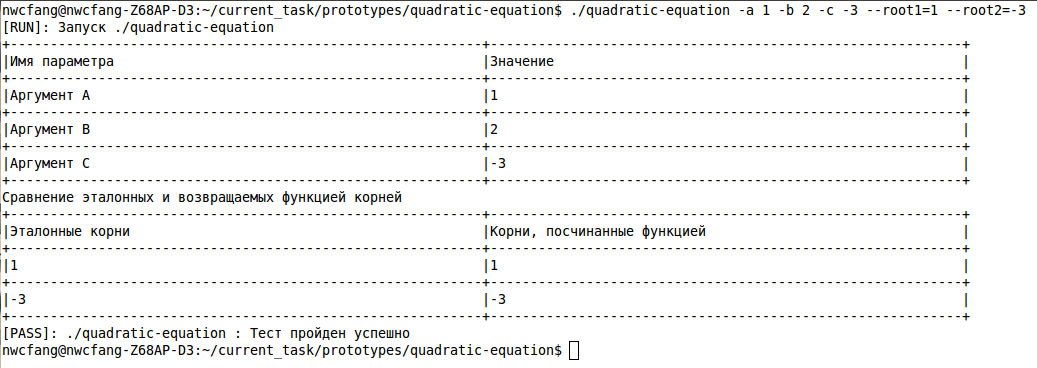 nwcfang@nwcfang-Z68AP-D3:~/current_task/prototypes/quadratic-equation$ ./quadratic-equation -a 1 -b 2 -c -3 --root1=1 --root2=-3
[RUN]: Запуск ./quadratic-equation
Имя параметра Значение
Аргумент A 1
Аргумент B 2
Аргумент C -3
Сравнение эталонных и возвращаемых функцией корней
Эталонные корни Корни, посчинанные функцией
1 1
-3 -3
[PASS]: ./quadratic-equation : Тест пройден успешно
nwcfang@nwcfang-Z68AP-D3:~/current_task/prototypes/quadratic-equation$